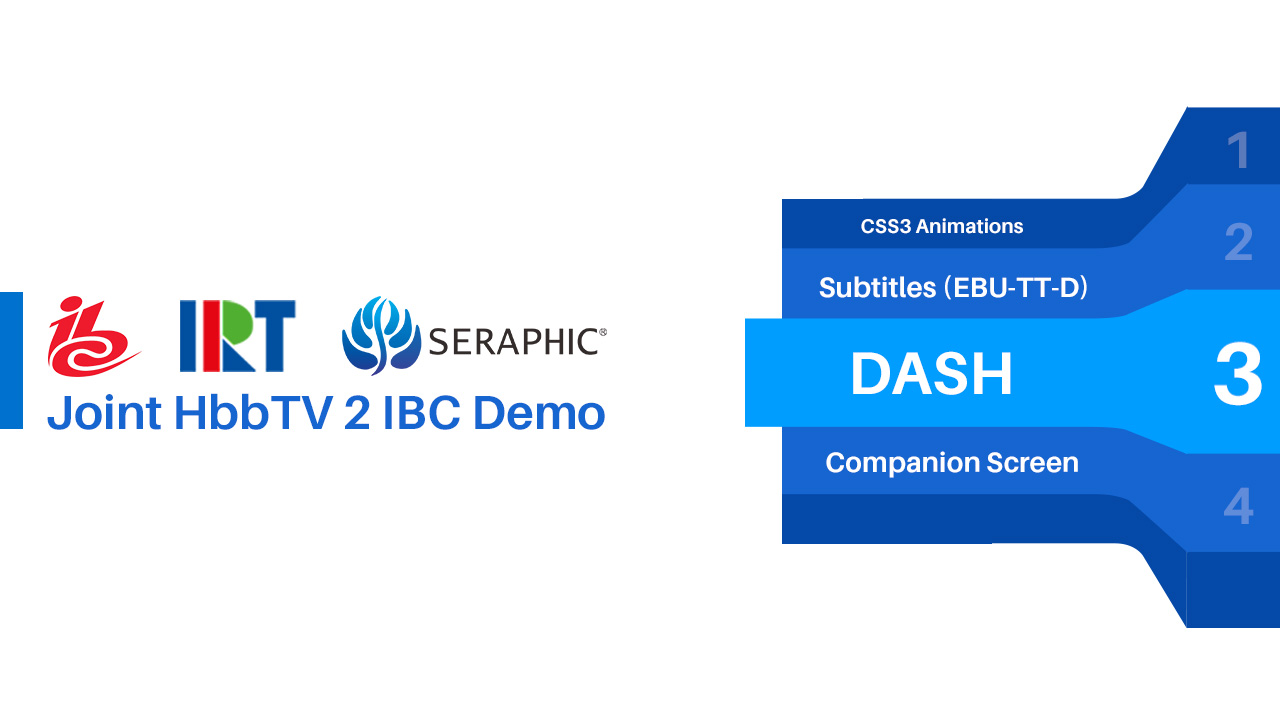 ibc
IRT
SERAPHIC®
Joint HbbTV 2 IBC Demo
1
CSS3 Animations
2
Subtitles (EBU-TT-D)
DASH
3
Companion Screen
4